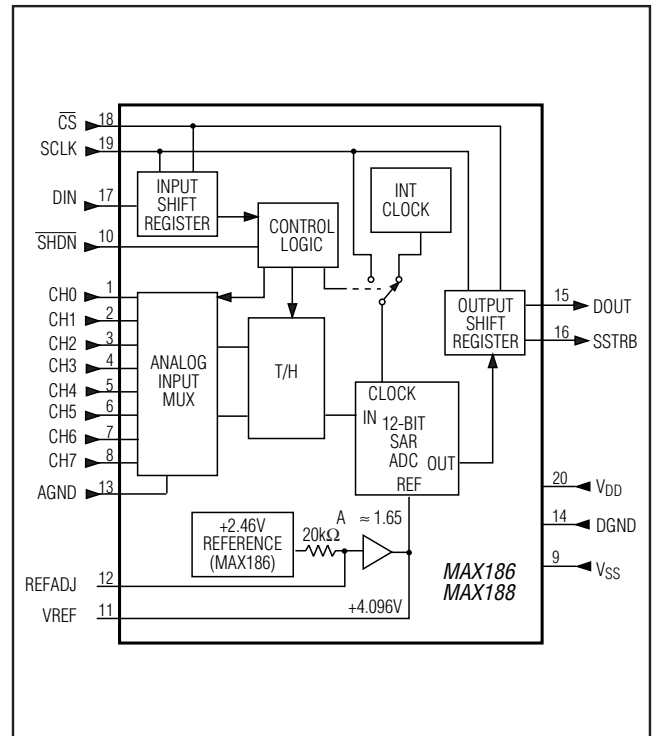 CS 18
SCLK 19
DIN 17
SHDN 10
CH0 1
CH1 2
CH2 3
CH3 4
CH4 5
CH5 6
CH6 7
CH7 8
AGND 13
REFADJ 12
VREF 11
INPUT
SHIFT
REGISTER
CONTROL
LOGIC
INT
CLOCK
ANALOG
INPUT
MUX
T/H
CLOCK
IN
12-BIT
SAR
ADC
OUT
REF
OUTPUT
SHIFT
REGISTER
+2.46V
REFERENCE
(MAX186)
20kΩ
A ≈ 1.65
+4.096V
MAX186
MAX188
15 DOUT
16 SSTRB
20 VDD
14 DGND
9 VSS